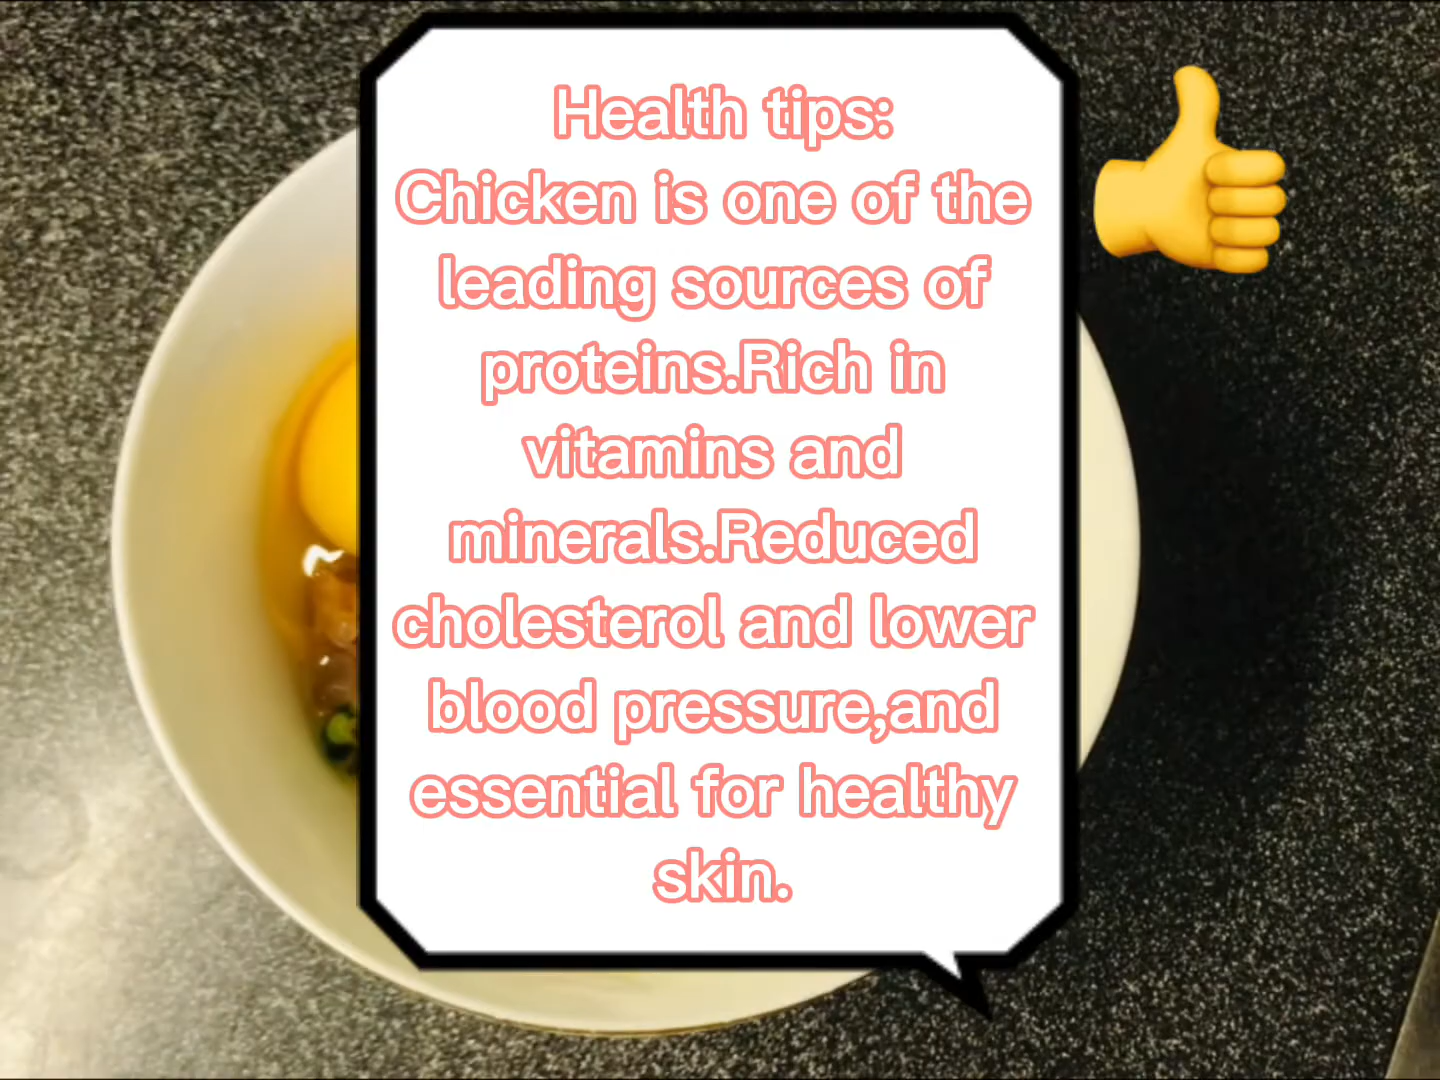 Health tips:
Chicken is one of the
leading sources of
proteins.Rich in
vitamins and
minerals.Reduced
cholesterol and lower
blood pressure,and
essential for healthy
skin.